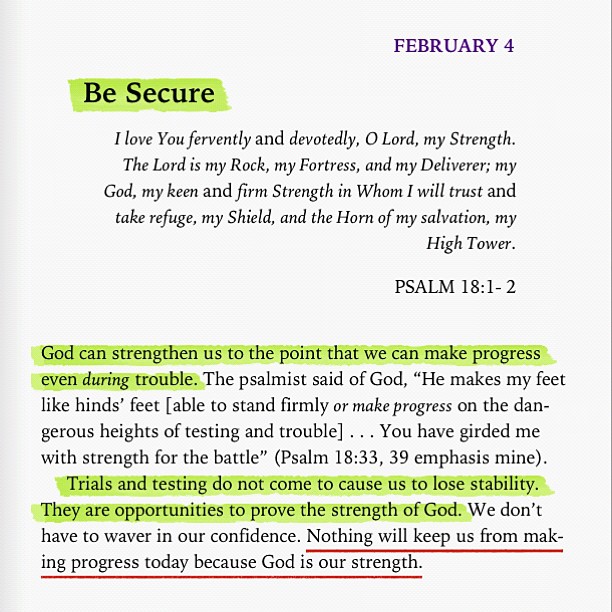 FEBRUARY 4
Be Secure
I love You fervently and devotedly, O Lord, my Strength.
The Lord is my Rock, my Fortress, and my Deliverer; my
God, my keen and firm Strength in Whom I will trust and
take refuge, my Shield, and the Horn of my salvation, my
High Tower.
PSALM 18:1- 2
God can strengthen us to the point that we can make progress
even during trouble. The psalmist said of God, “He makes my feet
like hinds’ feet [able to stand firmly or make progress on the dan-
gerous heights of testing and trouble] . . . You have girded me
with strength for the battle” (Psalm 18:33, 39 emphasis mine).
Trials and testing do not come to cause us to lose stability.
They are opportunities to prove the strength of God. We don’t
have to waver in our confidence. Nothing will keep us from mak-
ing progress today because God is our strength.